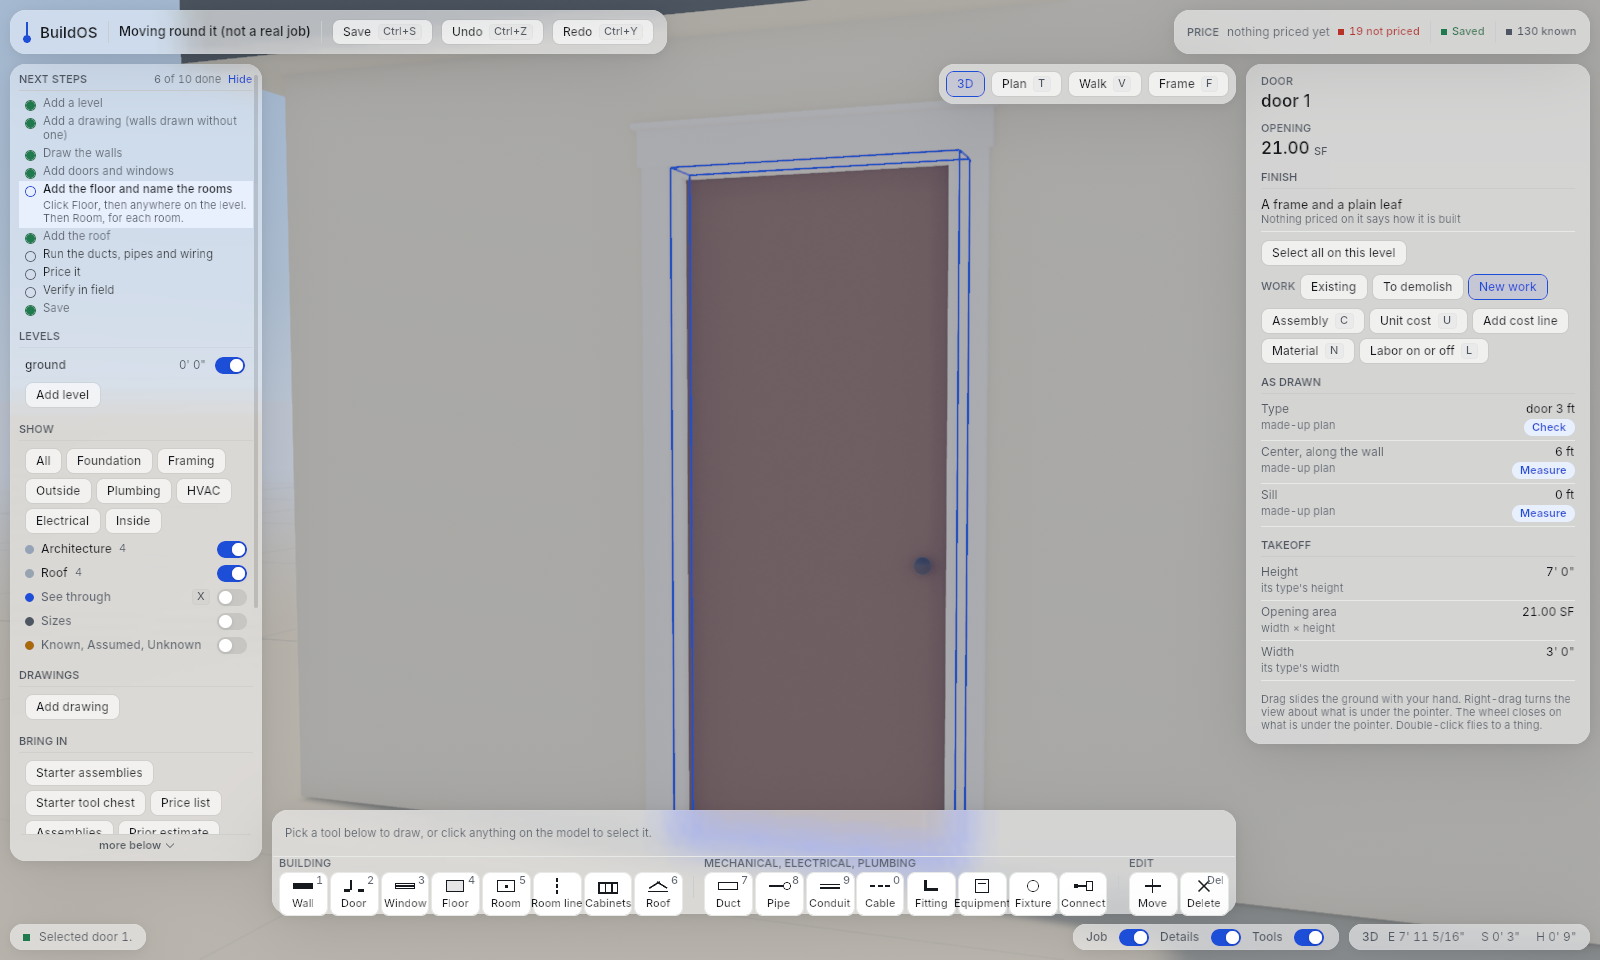 BuildOS
Moving round it (not a real job)
Save Ctrl+S
Undo Ctrl+Z
Redo Ctrl+Y
PRICE nothing priced yet 19 not priced Saved 130 known
NEXT STEPS 6 of 10 done Hide
Add a level
Add a drawing (walls drawn without
one)
Draw the walls
Add doors and windows
Add the floor and name the rooms
Click Floor, then anywhere on the level.
Then Room, for each room.
Add the roof
Run the ducts, pipes and wiring
Price it
Verify in field
Save
LEVELS
ground 0' 0"
Add level
SHOW
All Foundation Framing
Outside Plumbing HVAC
Electrical Inside
Architecture 4
Roof 4
See through X
Sizes
Known, Assumed, Unknown
DRAWINGS
Add drawing
BRING IN
Starter assemblies
Starter tool chest Price list
Assemblies Prior estimate
more below
3D Plan T Walk V Frame F
DOOR
door 1
OPENING
21.00 SF
FINISH
A frame and a plain leaf
Nothing priced on it says how it is built
Select all on this level
WORK Existing To demolish New work
Assembly C Unit cost U Add cost line
Material N Labor on or off L
AS DRAWN
Type door 3 ft
made-up plan Check
Center, along the wall 6 ft
made-up plan Measure
Sill 0 ft
made-up plan Measure
TAKEOFF
Height 7' 0"
its type's height
Opening area 21.00 SF
width × height
Width 3' 0"
its type's width
Drag slides the ground with your hand. Right-drag turns the
view about what is under the pointer. The wheel closes on
what is under the pointer. Double-click flies to a thing.
Pick a tool below to draw, or click anything on the model to select it.
BUILDING
1 2 3 4 5 6
Wall Door Window Floor Room Room line Cabinets Roof
MECHANICAL, ELECTRICAL, PLUMBING
7 8 9 0
Duct Pipe Conduit Cable Fitting Equipment Fixture Connect
EDIT
Del
Move Delete
Selected door 1.
Job Details Tools
3D E 7' 11 5/16" S 0' 3" H 0' 9"